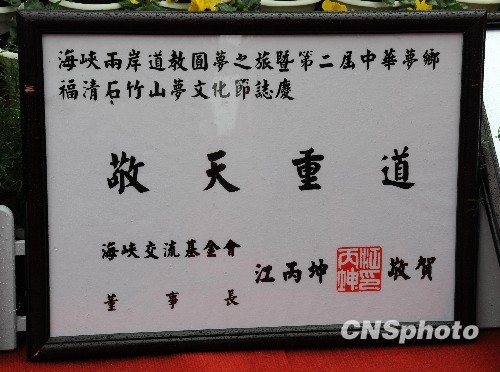 海峽兩岸道教圓夢之旅暨第二屆中華夢鄉
福清石竹山夢文化節誌慶
敬天重道
海峽交流基金會
董事長
江丙坤
江丙坤印
敬賀
CNSphoto